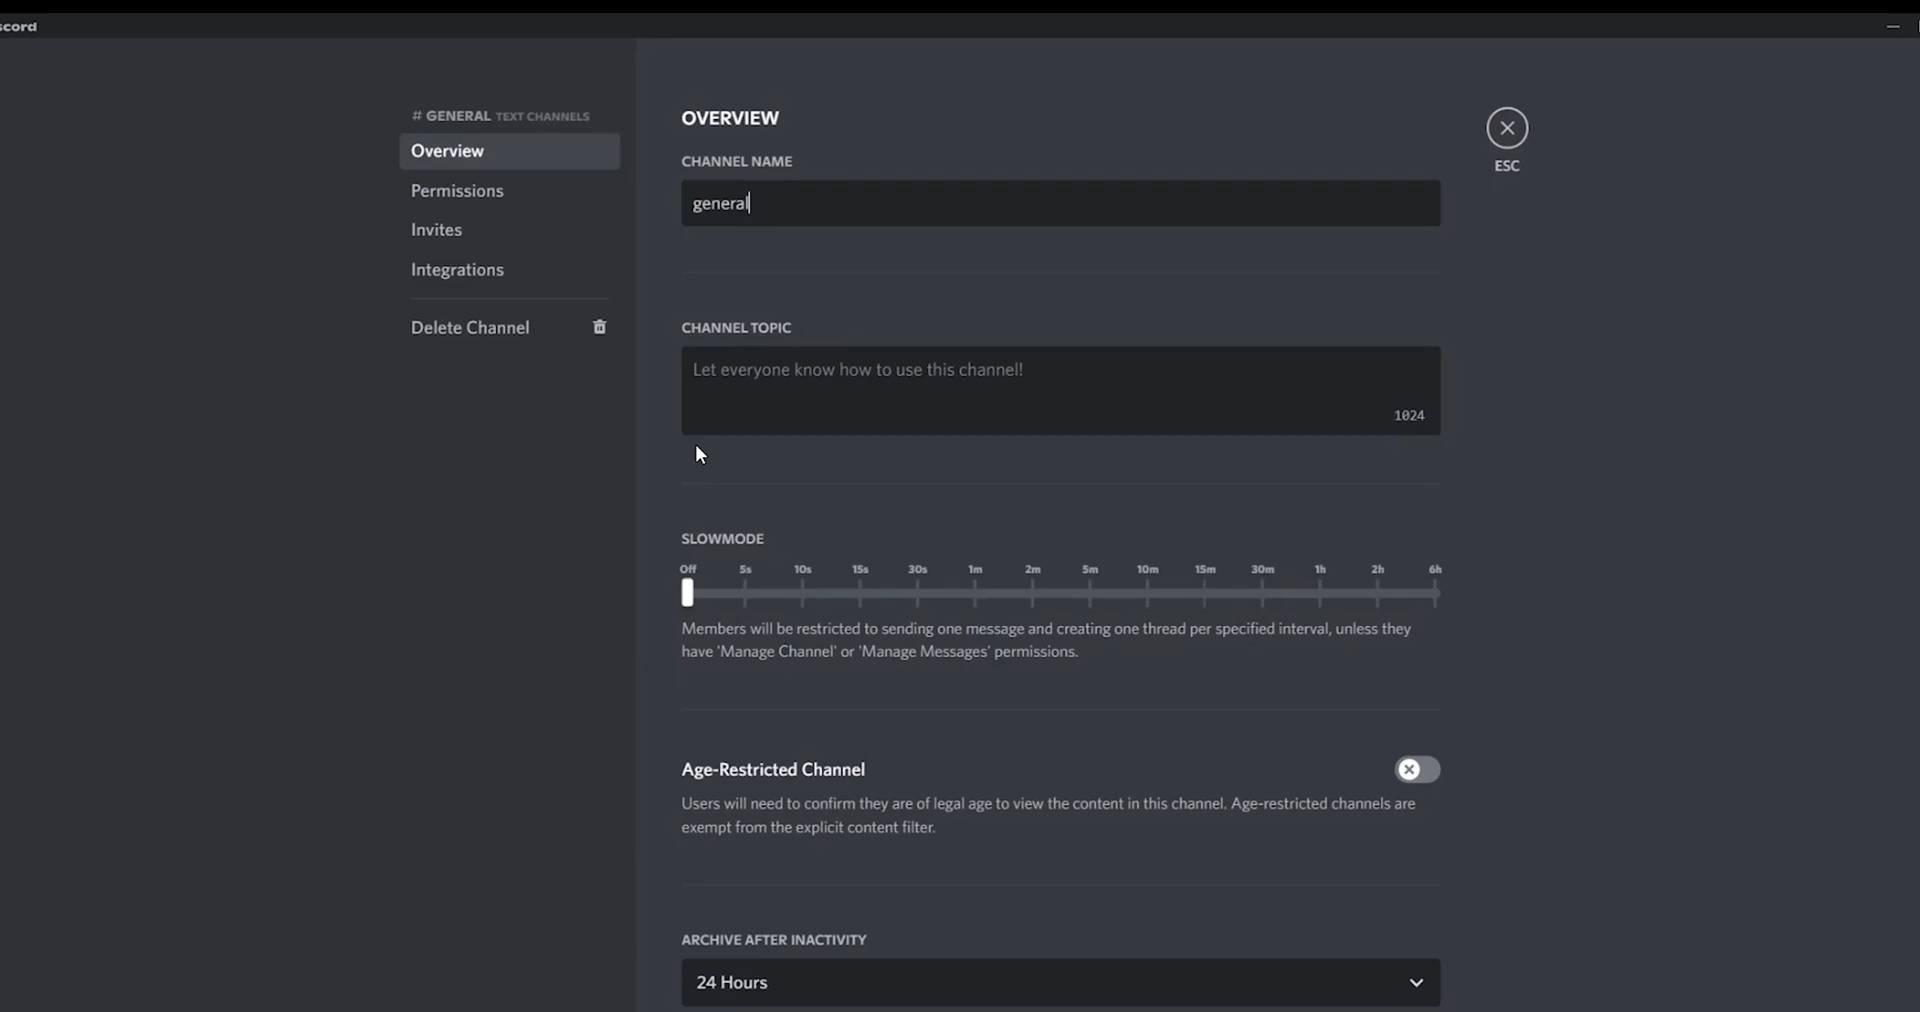 scord
# GENERAL TEXT CHANNELS
Overview
Permissions
Invites
Integrations
Delete Channel
OVERVIEW
CHANNEL NAME
general
ESC
CHANNEL TOPIC
Let everyone know how to use this channel!
1024
SLOWMODE
Off 5s 10s 15s 30s 1m 2m 5m 10m 15m 30m 1h 2h 6h
Members will be restricted to sending one message and creating one thread per specified interval, unless they
have 'Manage Channel' or 'Manage Messages' permissions.
Age-Restricted Channel
Users will need to confirm they are of legal age to view the content in this channel. Age-restricted channels are
exempt from the explicit content filter.
ARCHIVE AFTER INACTIVITY
24 Hours